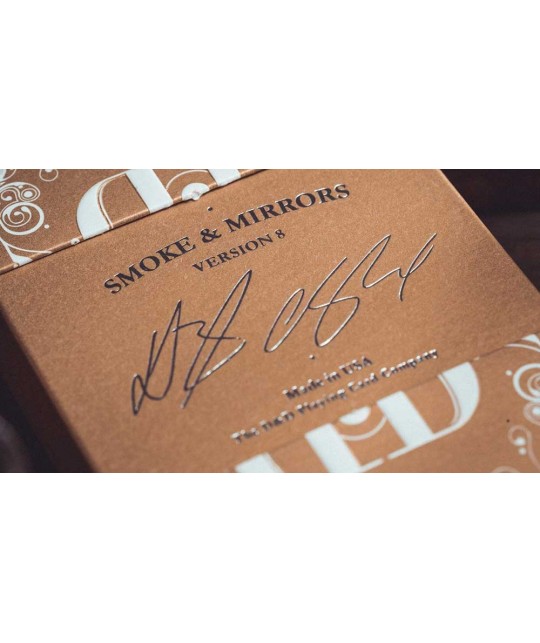 SMOKE & MIRRORS
VERSION 8
Made in USA
The D&D Playing Card Company